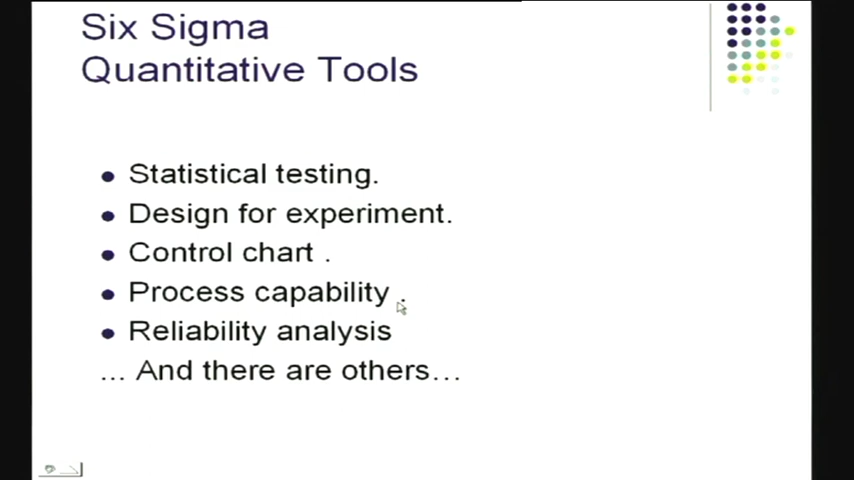 Six Sigma
Quantitative Tools
● Statistical testing.
● Design for experiment.
● Control chart .
● Process capability .
● Reliability analysis
... And there are others…